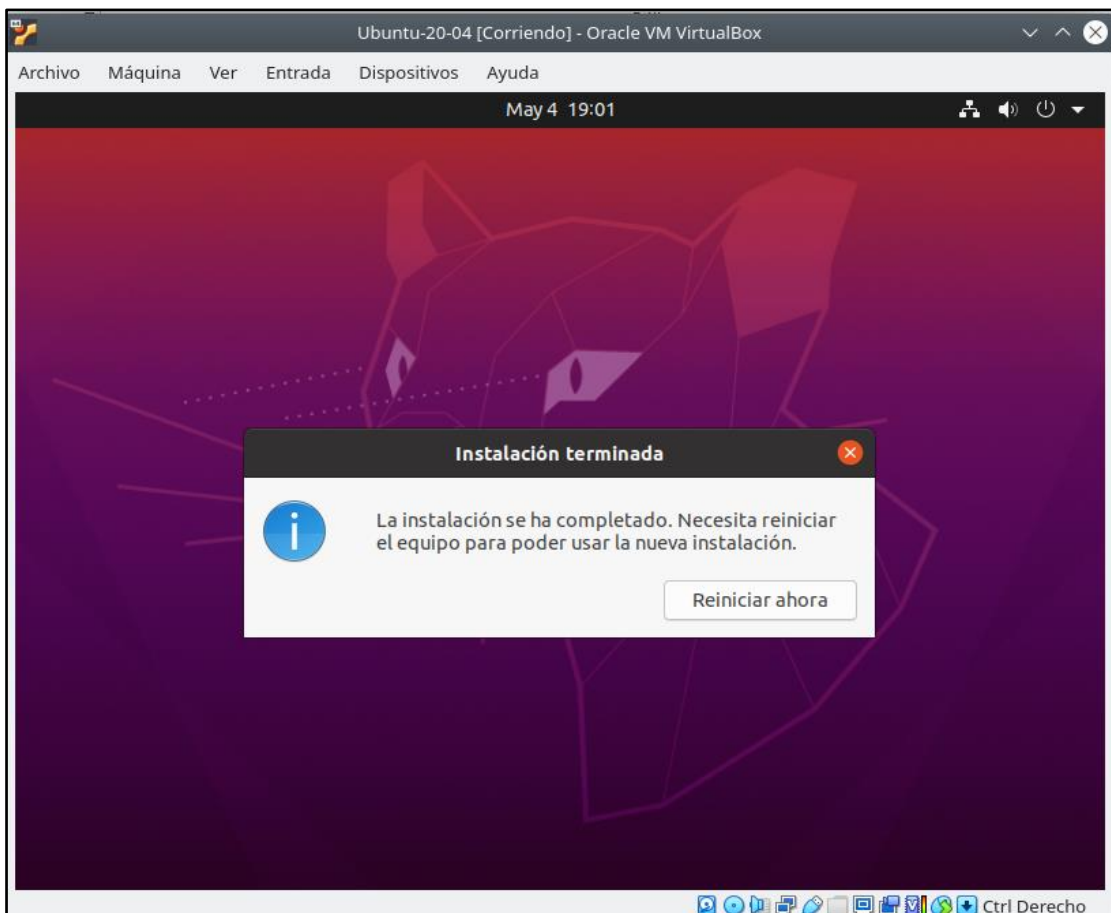 Ubuntu-20-04 [Corriendo] - Oracle VM VirtualBox
Archivo Máquina Ver Entrada Dispositivos Ayuda
May 4 19:01
Instalación terminada
La instalación se ha completado. Necesita reiniciar
el equipo para poder usar la nueva instalación.
Reiniciar ahora
Ctrl Derecho